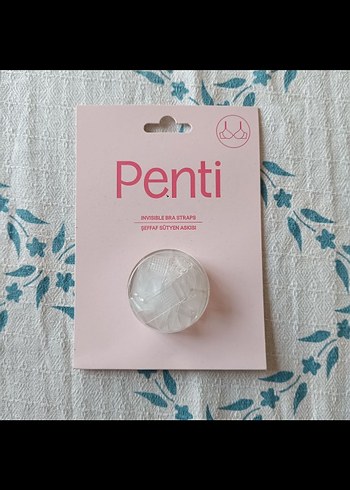 Penti
INVISIBLE BRA STRAPS
ŞEFFAF SÜTYEN ASKISI